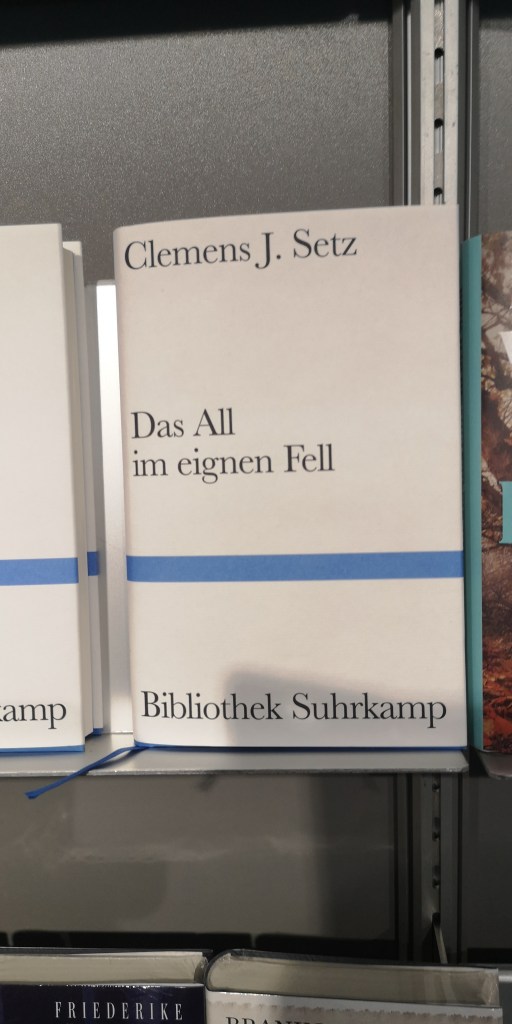 Clemens J. Setz
Das All
im eignen Fell
Bibliothek Suhrkamp
kamp
FRIEDERIKE